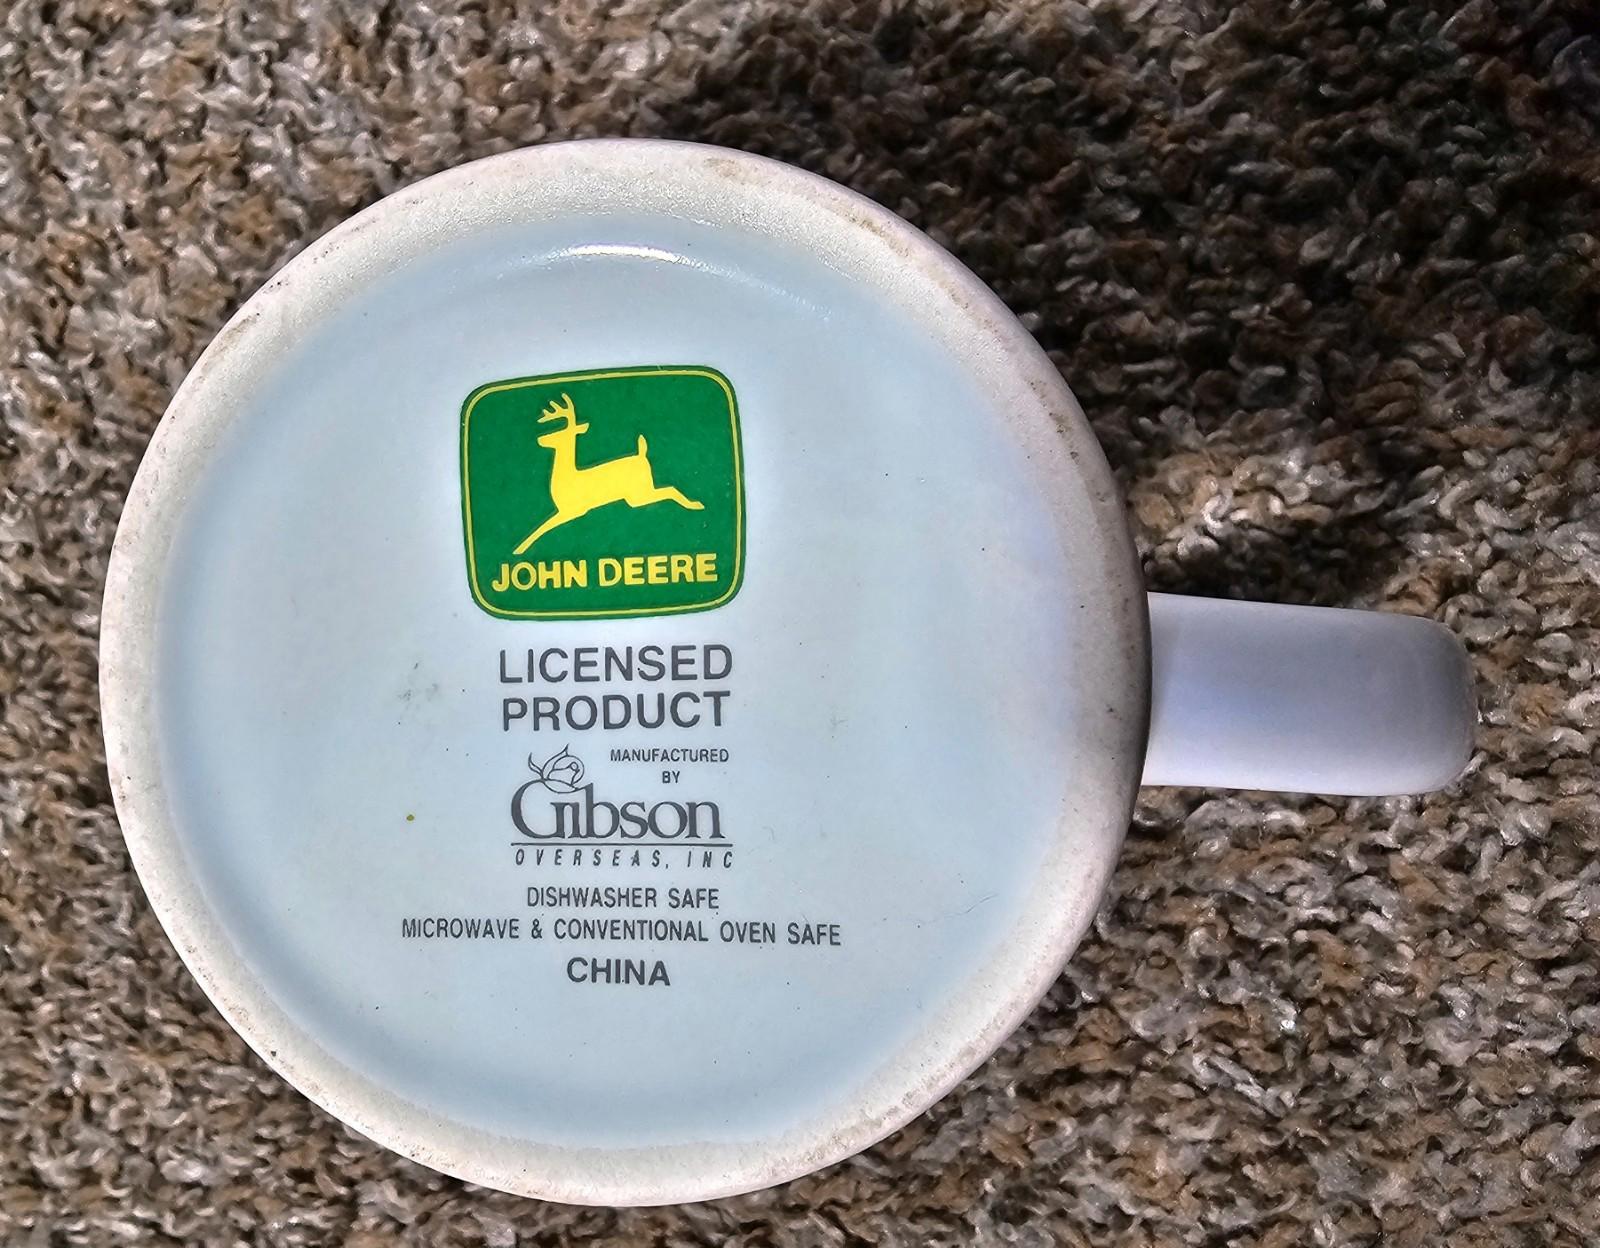 JOHN DEERE
LICENSED
PRODUCT
MANUFACTURED
BY
Gibson
OVERSEAS, INC
DISHWASHER SAFE
MICROWAVE & CONVENTIONAL OVEN SAFE
CHINA